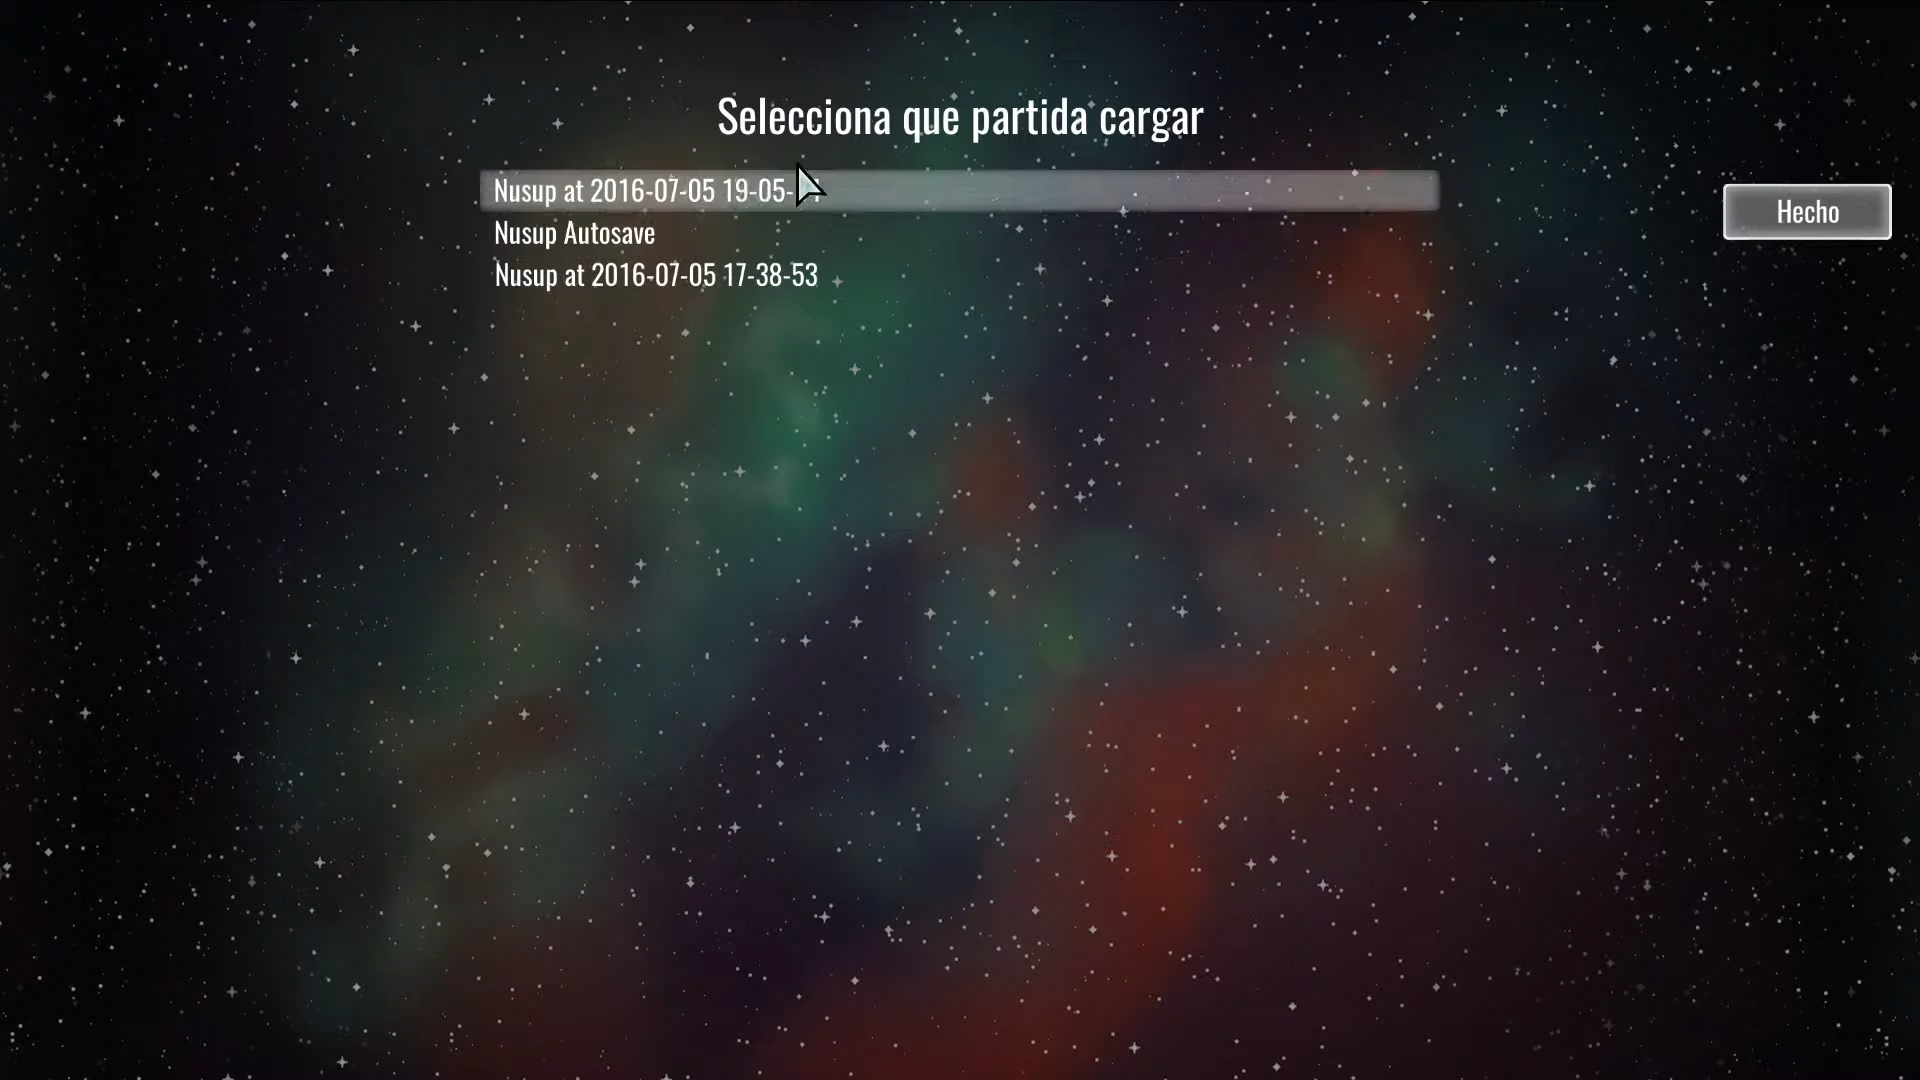 Selecciona que partida cargar
Nusup at 2016-07-05 19-05-
Nusup Autosave
Nusup at 2016-07-05 17-38-53
Hecho